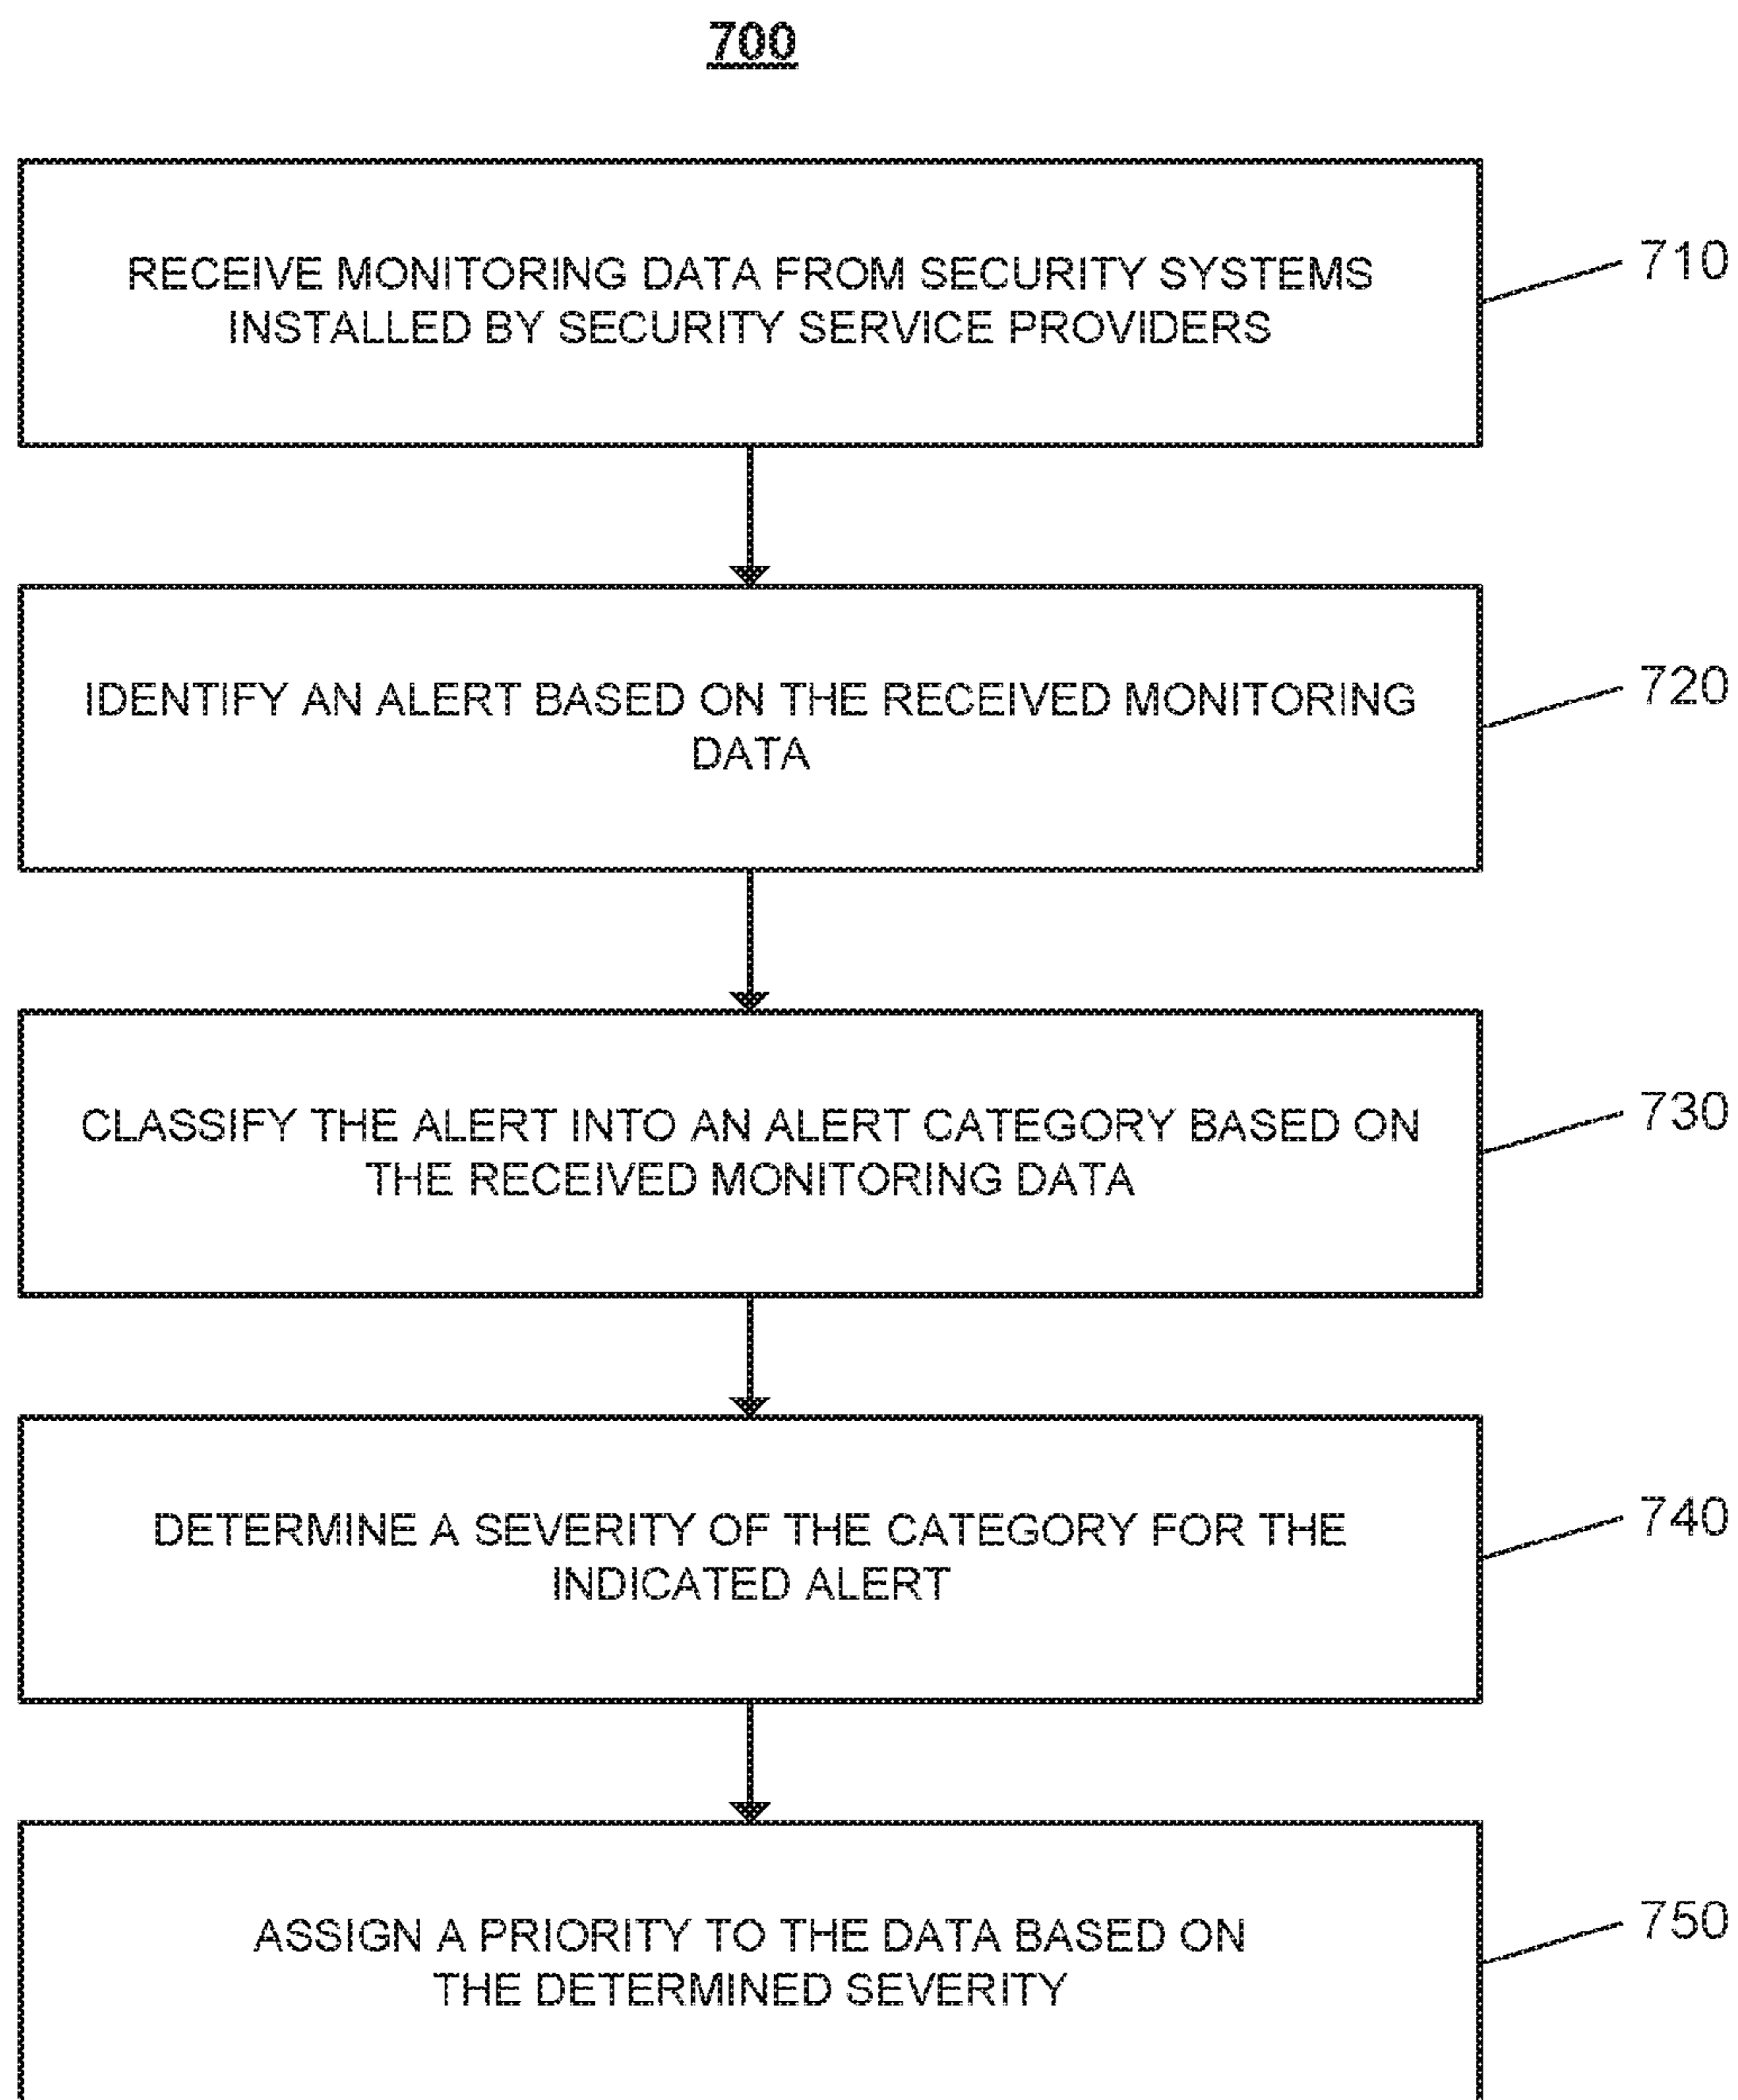 700
RECEIVE MONITORING DATA FROM SECURITY SYSTEMS
INSTALLED BY SECURITY SERVICE PROVIDERS
710
IDENTIFY AN ALERT BASED ON THE RECEIVED MONITORING
DATA
720
CLASSIFY THE ALERT INTO AN ALERT CATEGORY BASED ON
THE RECEIVED MONITORING DATA
730
DETERMINE A SEVERITY OF THE CATEGORY FOR THE
INDICATED ALERT
740
ASSIGN A PRIORITY TO THE DATA BASED ON
THE DETERMINED SEVERITY
750